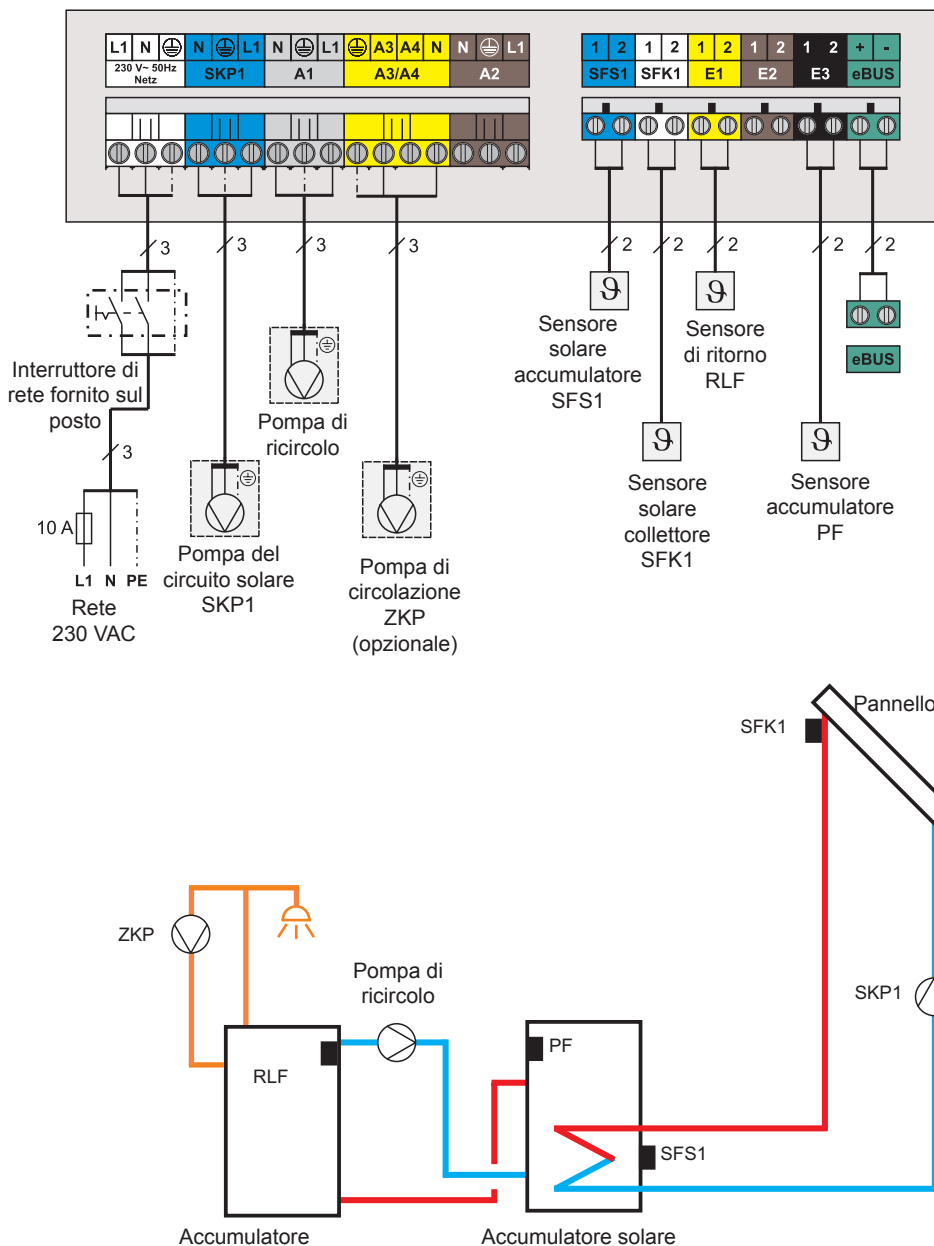 L1 N N L1 N L1 A3 A4 N N L1
230 V~ 50Hz
Netz
SKP1 A1 A3/A4 A2
1 2 1 2 1 2 1 2 1 2 + -
SFS1 SFK1 E1 E2 E3 eBUS
3 3 3 3 2 2 2 2 2
ϑ ϑ
Interruttore di
rete fornito sul
posto
Pompa di
ricircolo
Sensore
solare
accumulatore
SFS1
Sensore
di ritorno
RLF
eBUS
3
10 A
L1 N PE
Rete
230 VAC
Pompa del
circuito solare
SKP1
Pompa di
circolazione
ZKP
(opzionale)
ϑ ϑ
Sensore
solare
collettore
SFK1
Sensore
accumulatore
PF
Pannello
SFK1
ZKP
Pompa di
ricircolo
SKP1
RLF
PF
SFS1
Accumulatore
Accumulatore solare